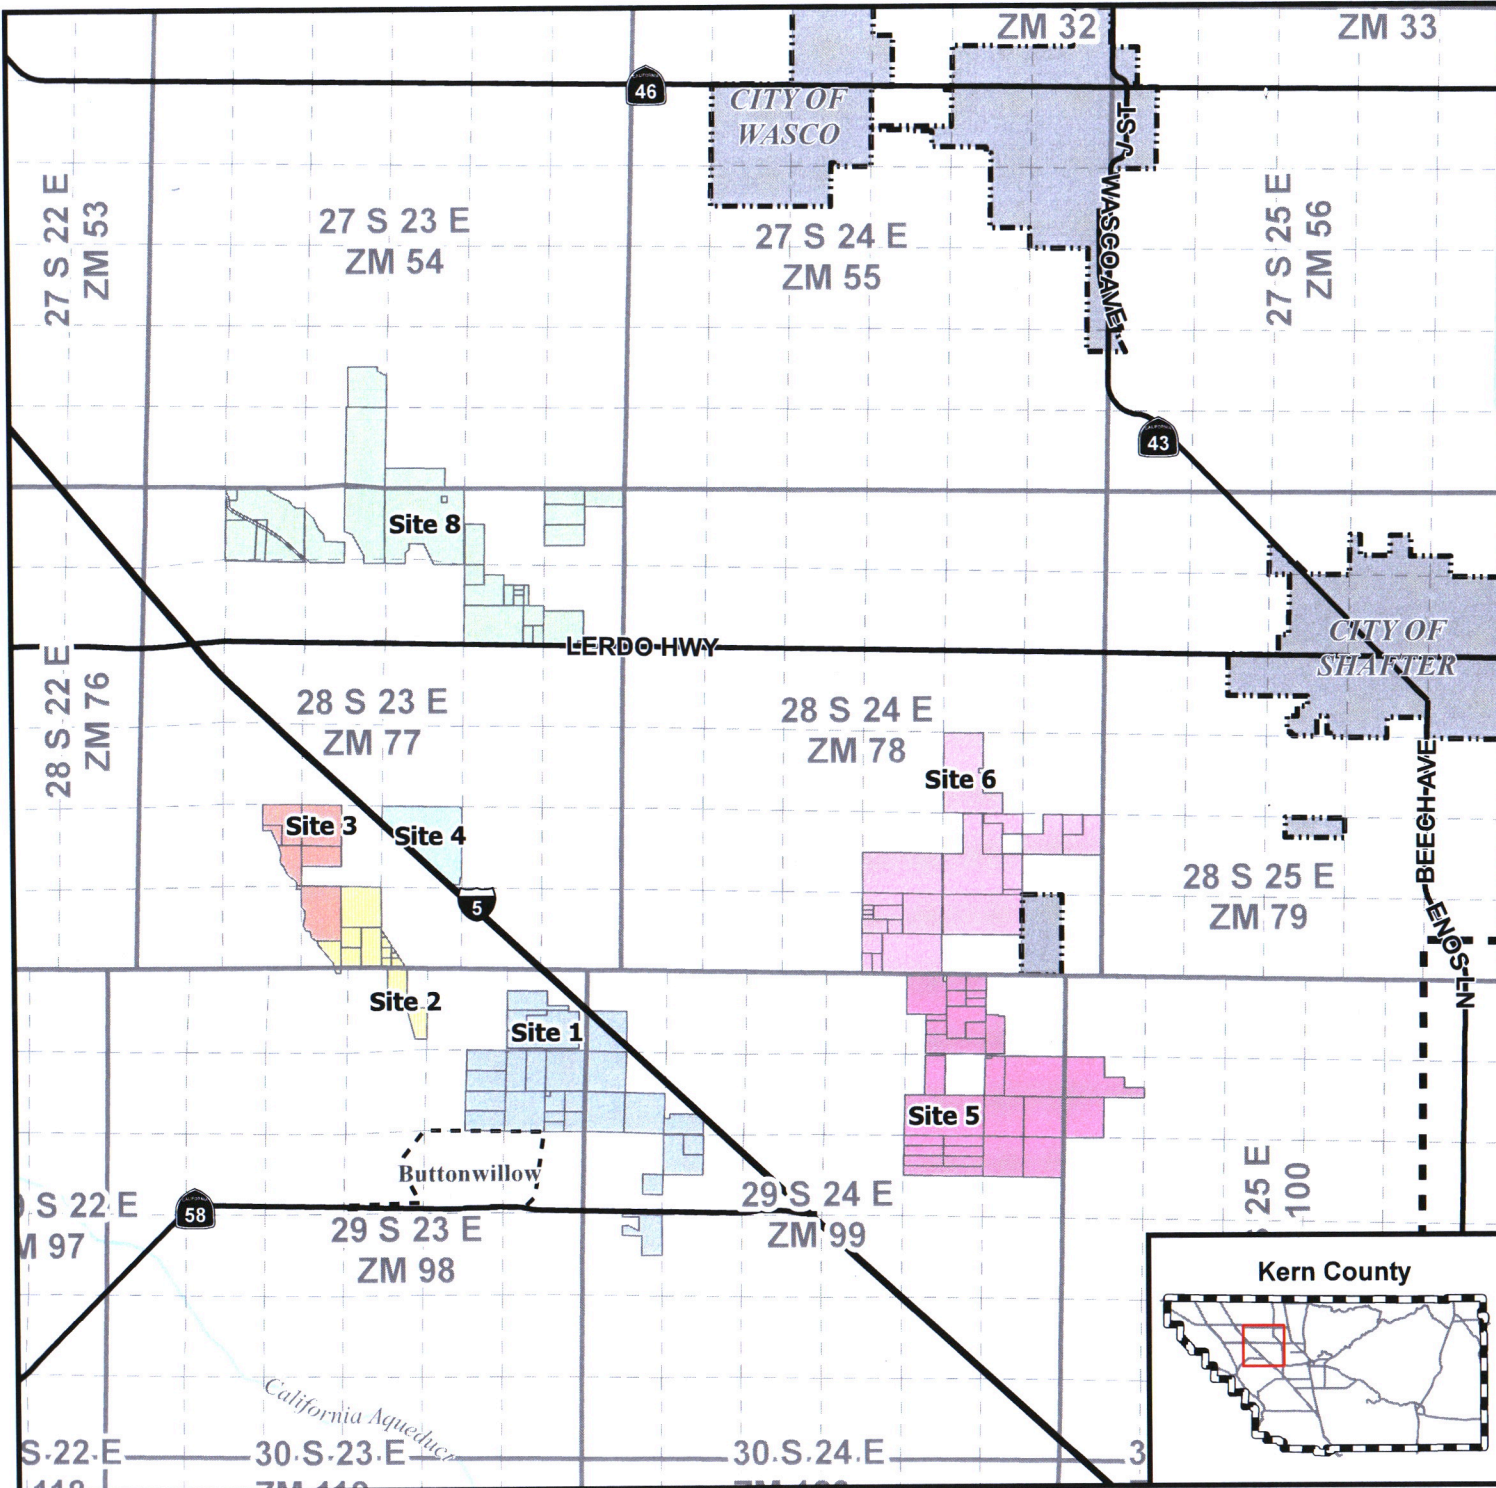 ZM 32
ZM 33
46
CITY OF
WASCO
J ST
WASCO AVE
27 S 22 E
ZM 53
27 S 23 E
ZM 54
27 S 24 E
ZM 55
27 S 25 E
ZM 56
43
Site 8
LERDO HWY
CITY OF
SHAFTER
28 S 22 E
ZM 76
28 S 23 E
ZM 77
28 S 24 E
ZM 78
Site 6
Site 3
Site 4
BEECH AVE
28 S 25 E
ZM 79
5
ENOS LN
Site 2
Site 1
Site 5
Buttonwillow
S 22 E
M 97
58
29 S 23 E
ZM 98
29 S 24 E
ZM 99
25 E
100
Kern County
California Aqueduct
S 22 E
30 S 23 E
30 S 24 E
3